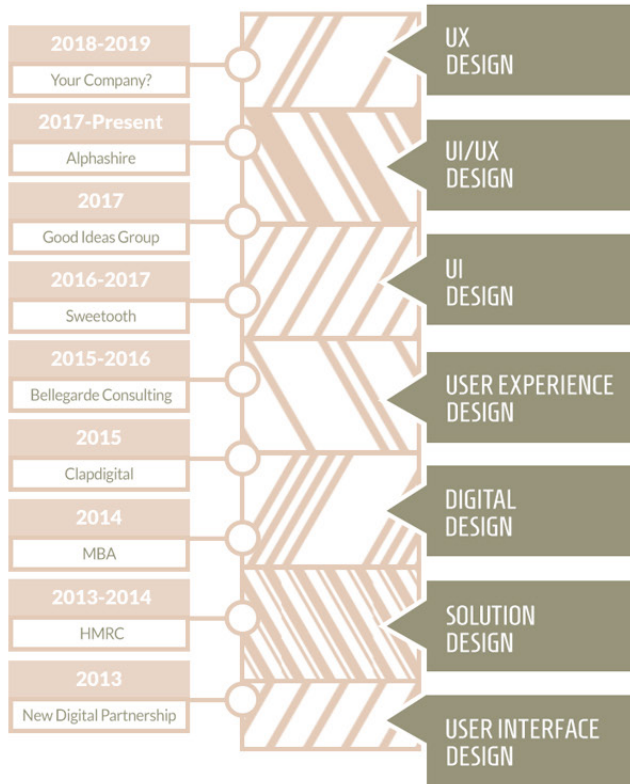 2018-2019
Your Company?
2017-Present
Alphashire
2017
Good Ideas Group
2016-2017
Sweetooth
2015-2016
Bellegarde Consulting
2015
Clapdigital
2014
MBA
2013-2014
HMRC
2013
New Digital Partnership
UX
DESIGN
UI/UX
DESIGN
UI
DESIGN
USER EXPERIENCE
DESIGN
DIGITAL
DESIGN
SOLUTION
DESIGN
USER INTERFACE
DESIGN